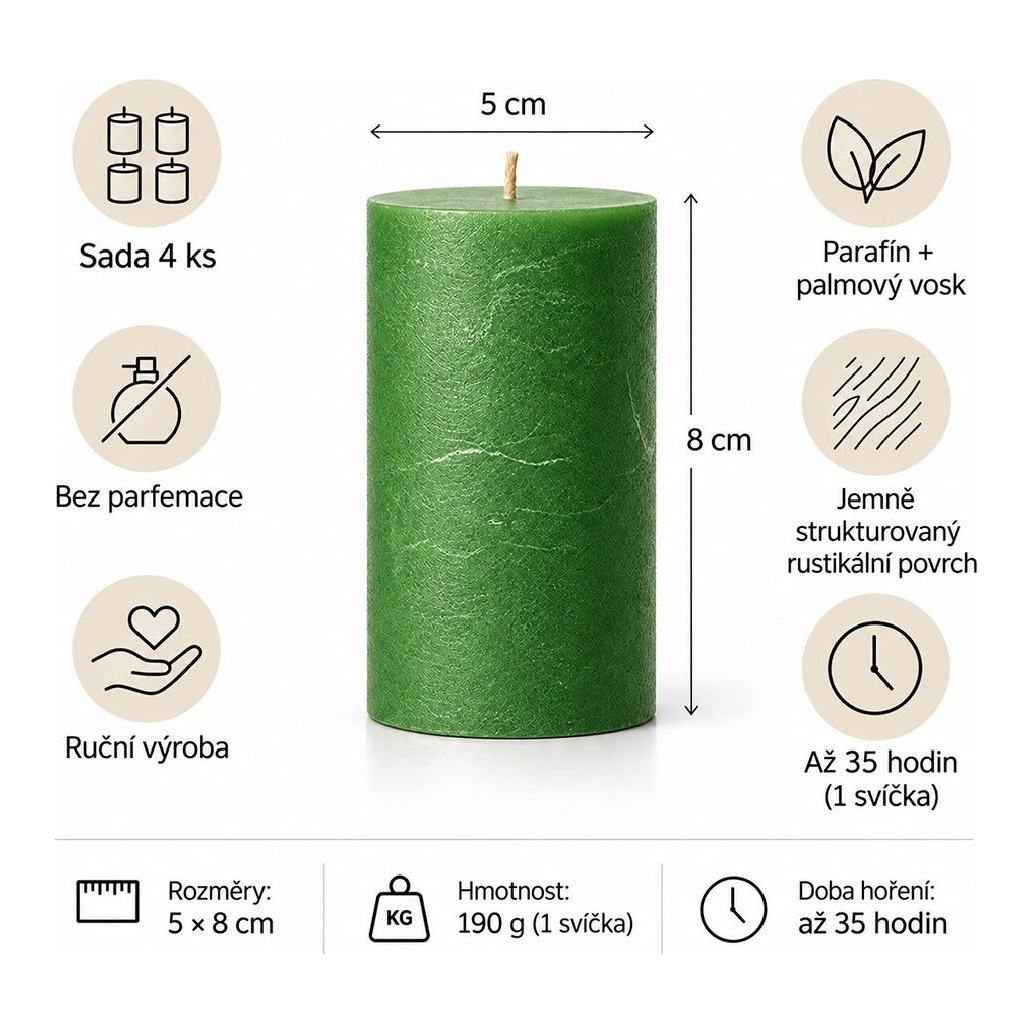 5 cm
Sada 4 ks
Parafín +
palmový vosk
8 cm
Bez parfemace
Jemně
strukturovaný
rustikální povrch
Ruční výroba
Až 35 hodin
(1 svíčka)
Rozměry:
5 × 8 cm
KG
Hmotnost:
190 g (1 svíčka)
Doba hoření:
až 35 hodin